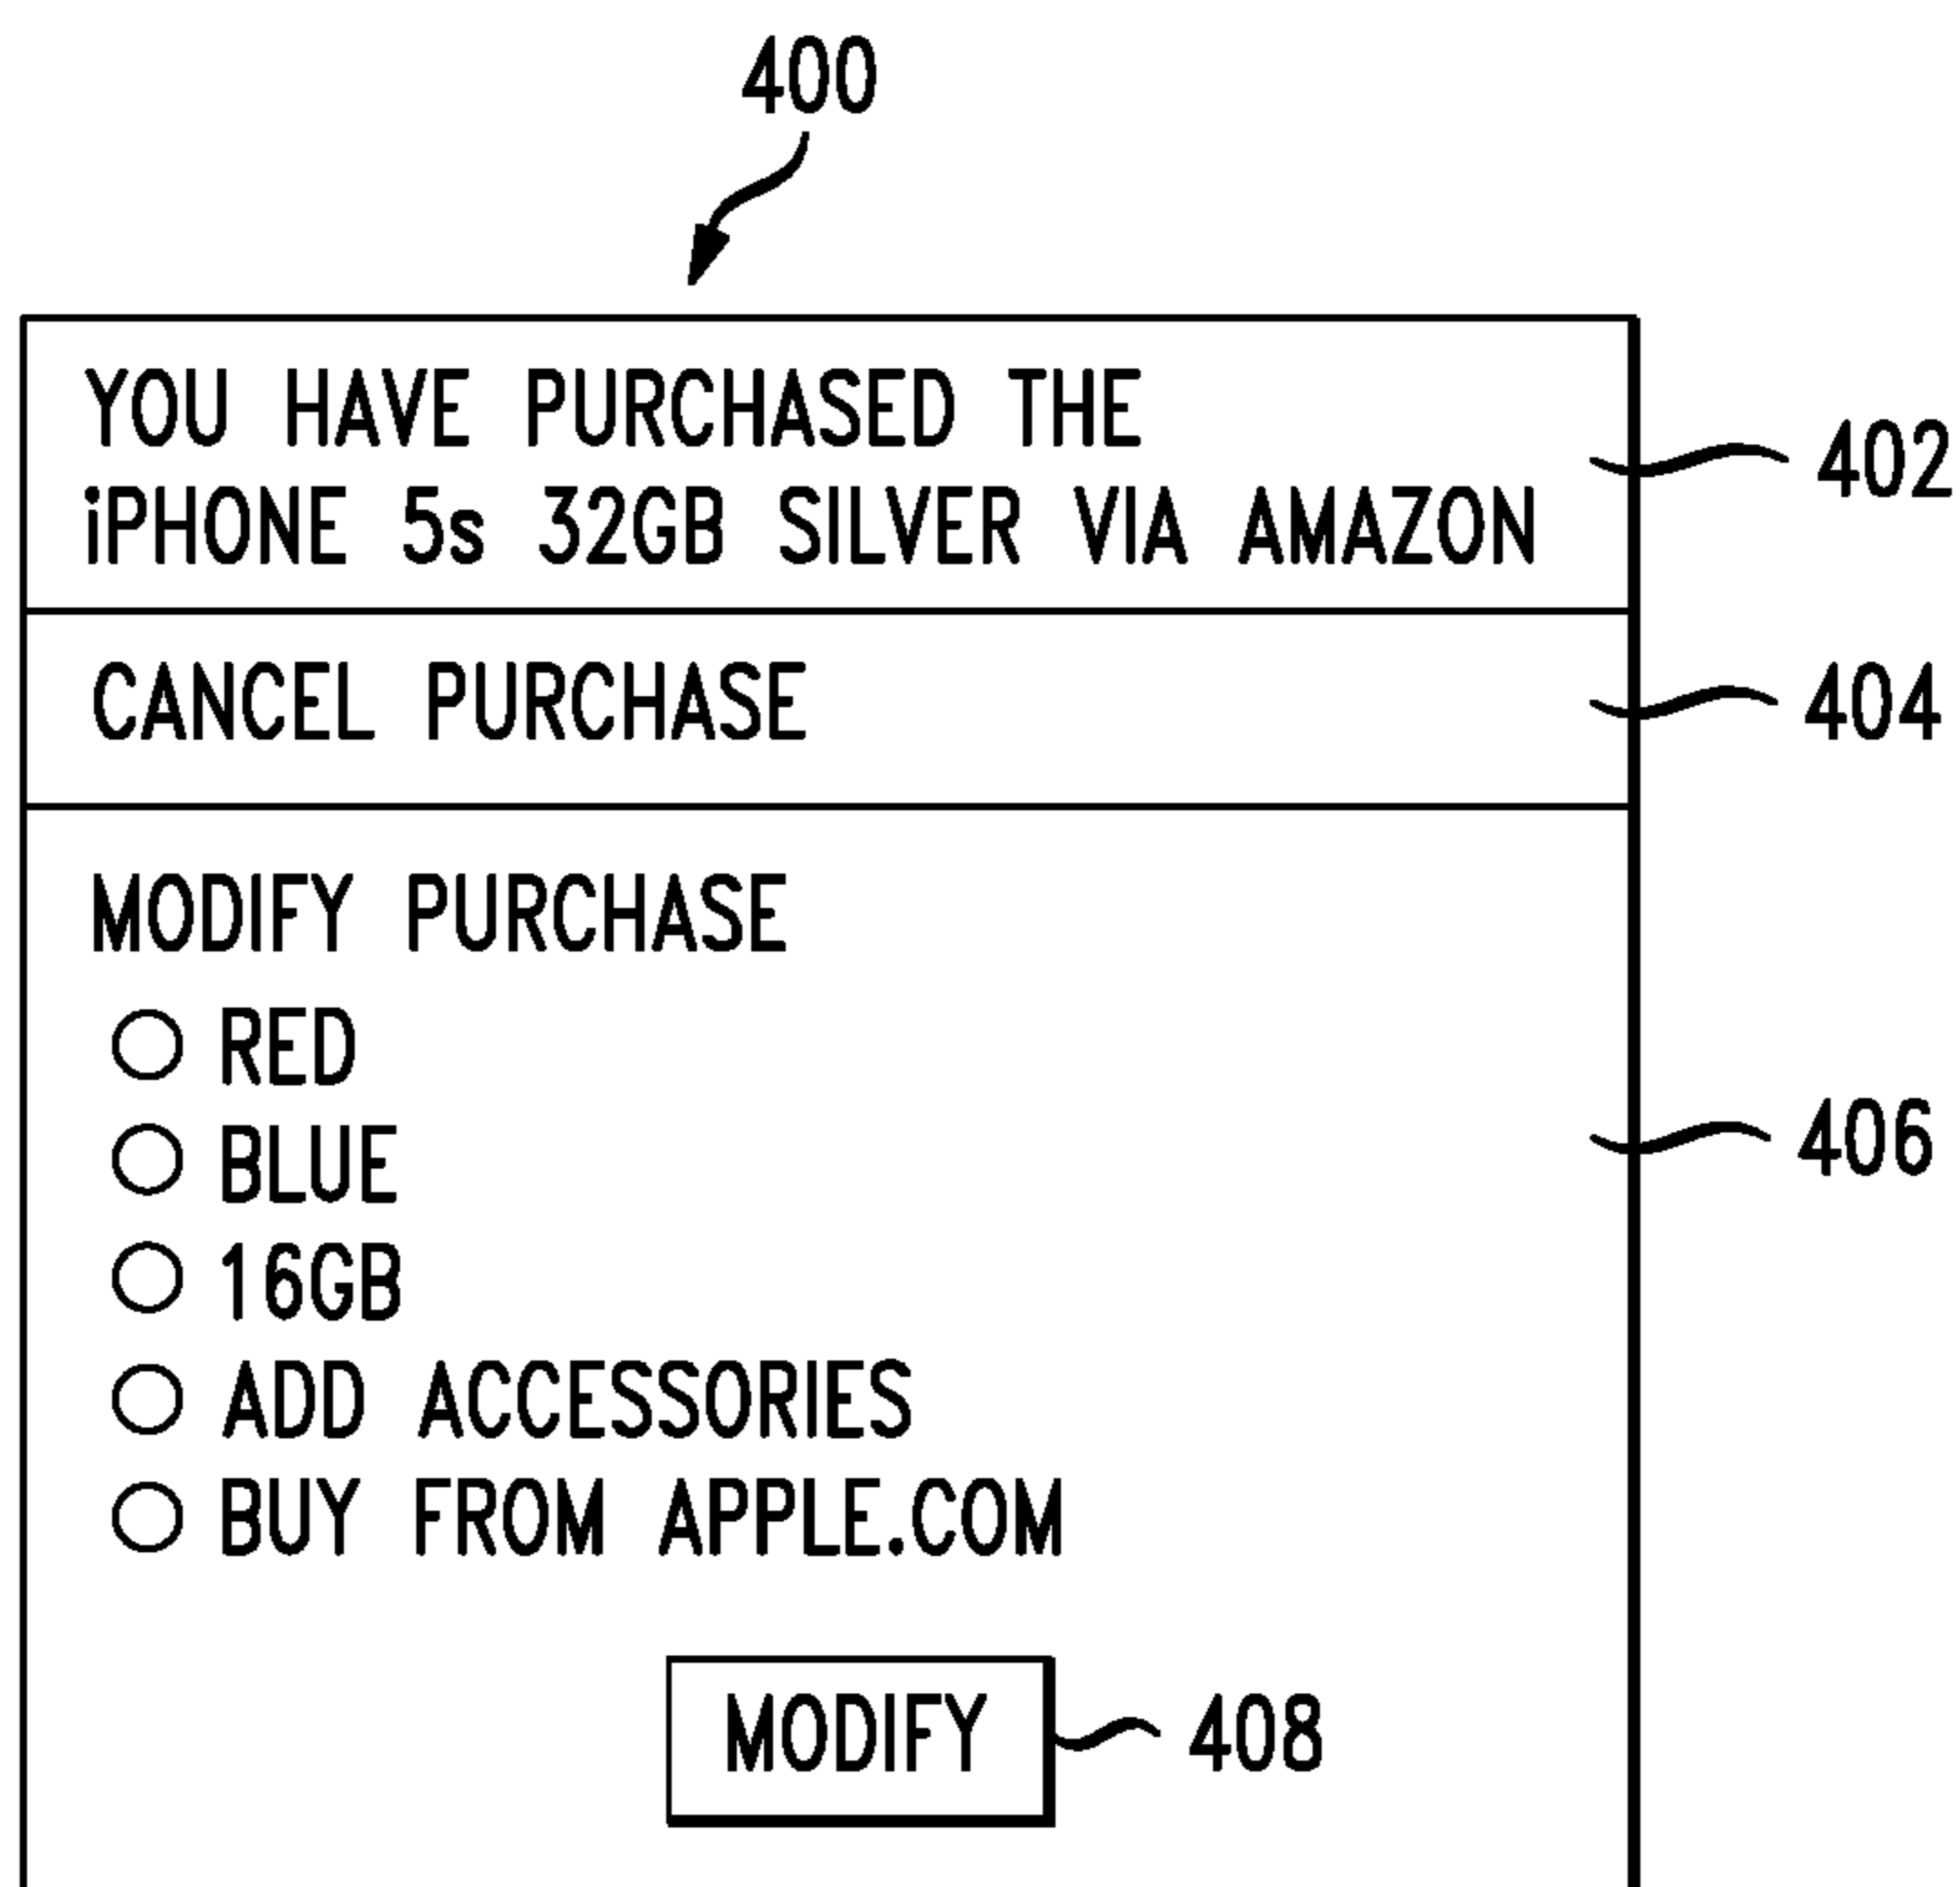 400
YOU HAVE PURCHASED THE
iPHONE 5s 32GB SILVER VIA AMAZON
402
CANCEL PURCHASE
404
MODIFY PURCHASE
RED
BLUE
406
16GB
ADD ACCESSORIES
BUY FROM APPLE.COM
MODIFY
408